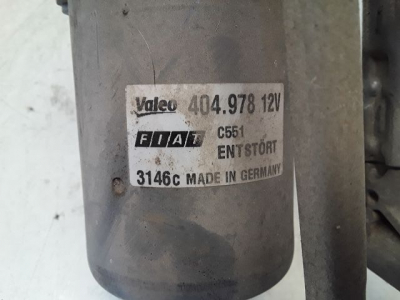 Valeo 404.978 12V
FIAT C551
ENTSTÖRT
3146C MADE IN GERMANY